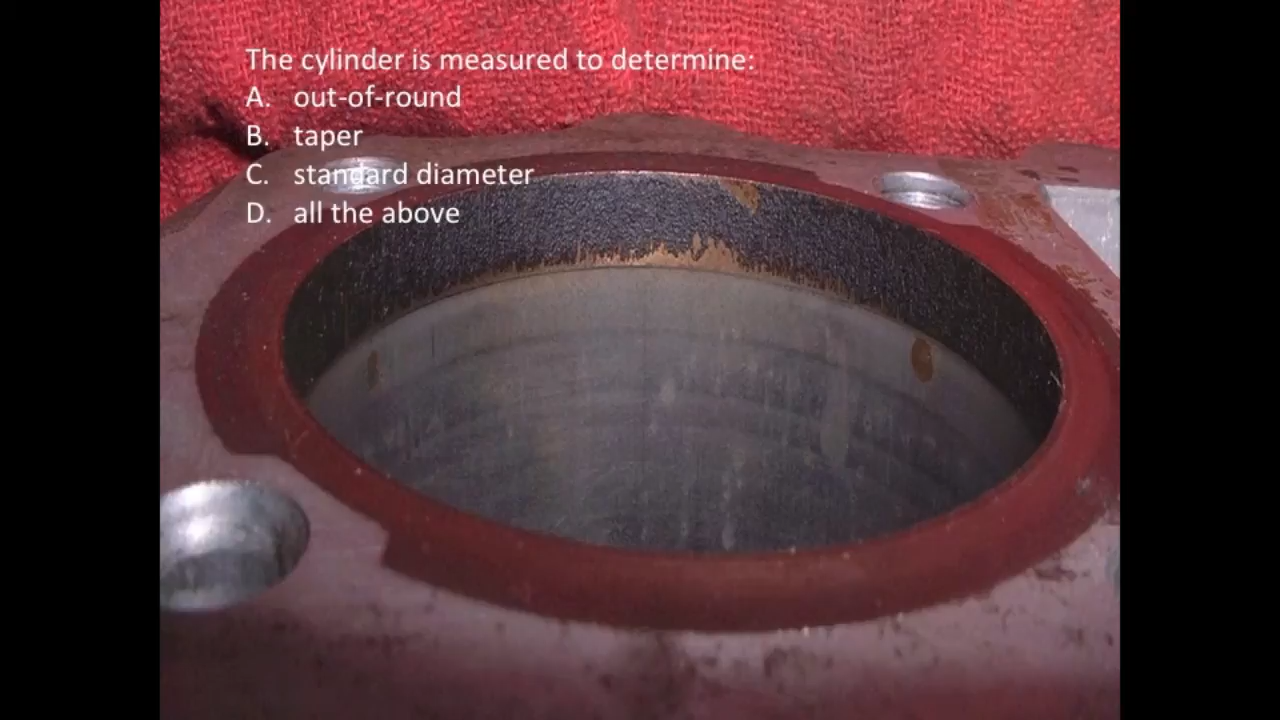 The cylinder is measured to determine:
A. out-of-round
B. taper
C. standard diameter
D. all the above